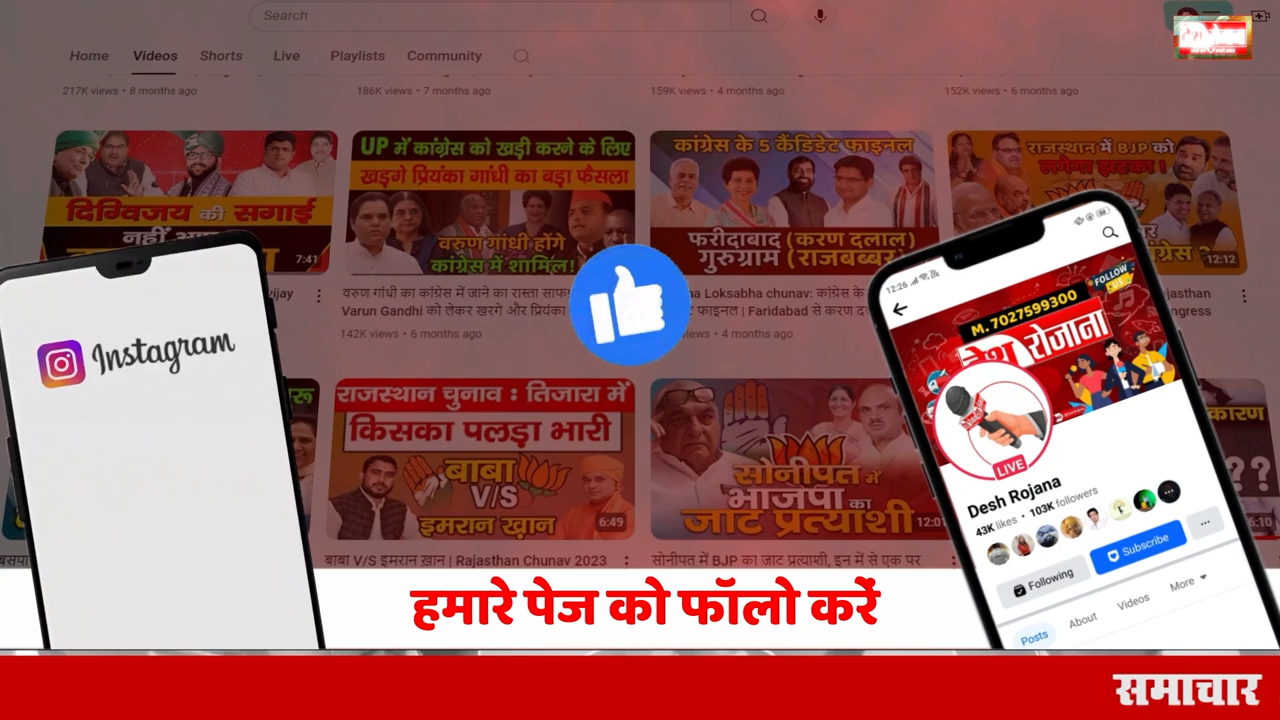 Search
Home Videos Shorts Live Playlists Community
217K views • 8 months ago
186K views • 7 months ago
159K views • 4 months ago
152K views • 6 months ago
दिग्विजय की सगाई
नहीं
7:41
UP में कांग्रेस को खड़ी करने के लिए
खड़गे प्रियंका गांधी का बड़ा फैसला
वरुण गांधी होंगे
कांग्रेस में शामिल!
कांग्रेस के 5 कैंडिडेट फाइनल
फरीदाबाद (करण दलाल)
गुरुग्राम (राजबब्बर)
राजस्थान में BJP को
लगेगा झटका !
12:12
वरुण गांधी का कांग्रेस में जाने का रास्ता साफ
Varun Gandhi को लेकर खरगे और प्रियंका
142K views • 6 months ago
Loksabha chunav: कांग्रेस के
फाइनल | Faridabad से करण
views • 4 months ago
राजस्थान चुनाव : तिजारा में
किसका पलड़ा भारी
बाबा
V/S
इमरान ख़ान
6:49
सोनीपत में
भाजपा का
जाट प्रत्याशी
12:01
कारण
??
6:10
बाबा V/S इमरान ख़ान | Rajasthan Chunav 2023
सोनीपत में BJP का जाट प्रत्याशी, इन में से एक पर
Instagram
12:26
FOLLOW US
M. 7027599300
देश रोजाना
LIVE
Desh Rojana
43K likes • 103K followers
Following
Subscribe
Posts About Videos More
हमारे पेज को फॉलो करें
समाचार